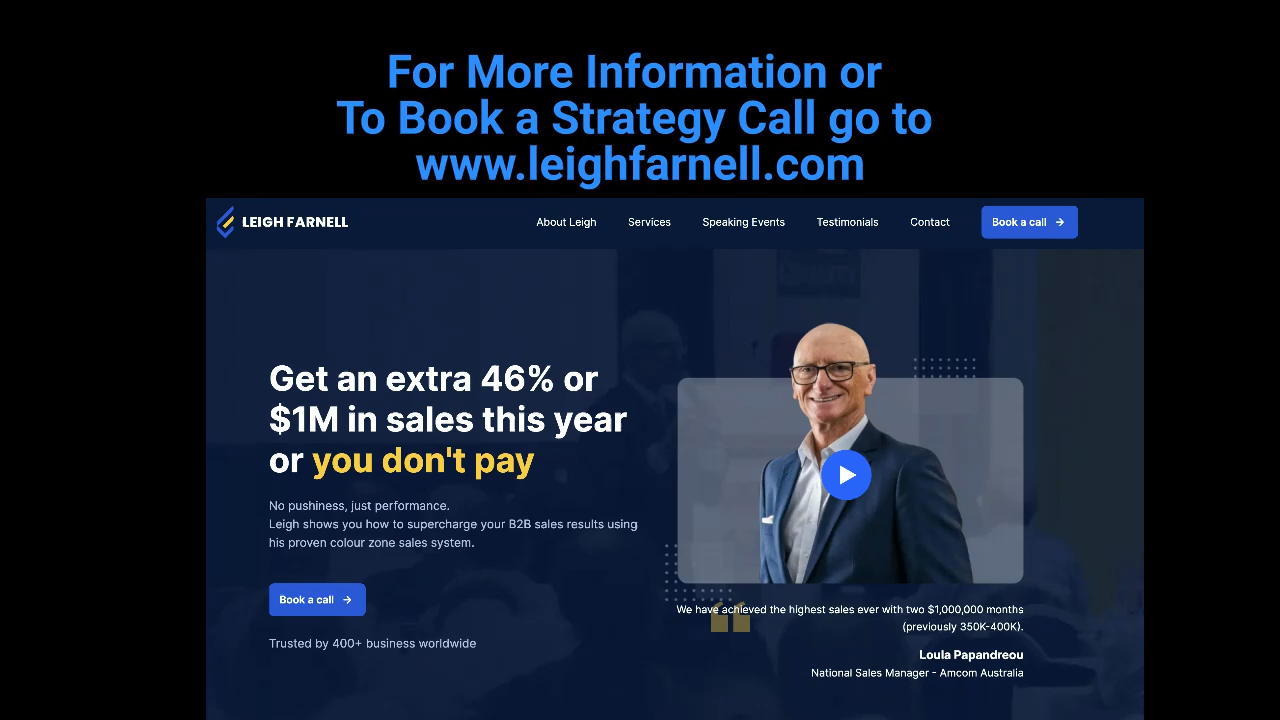 For More Information or
To Book a Strategy Call go to
www.leighfarnell.com
LEIGH FARNELL
About Leigh
Services
Speaking Events
Testimonials
Contact
Book a call
Get an extra 46% or
$1M in sales this year
or you don't pay
No pushiness, just performance.
Leigh shows you how to supercharge your B2B sales results using
his proven colour zone sales system.
Book a call
Trusted by 400+ business worldwide
We have achieved the highest sales ever with two $1,000,000 months
(previously 350K-400K).
Loula Papandreou
National Sales Manager - Amcom Australia